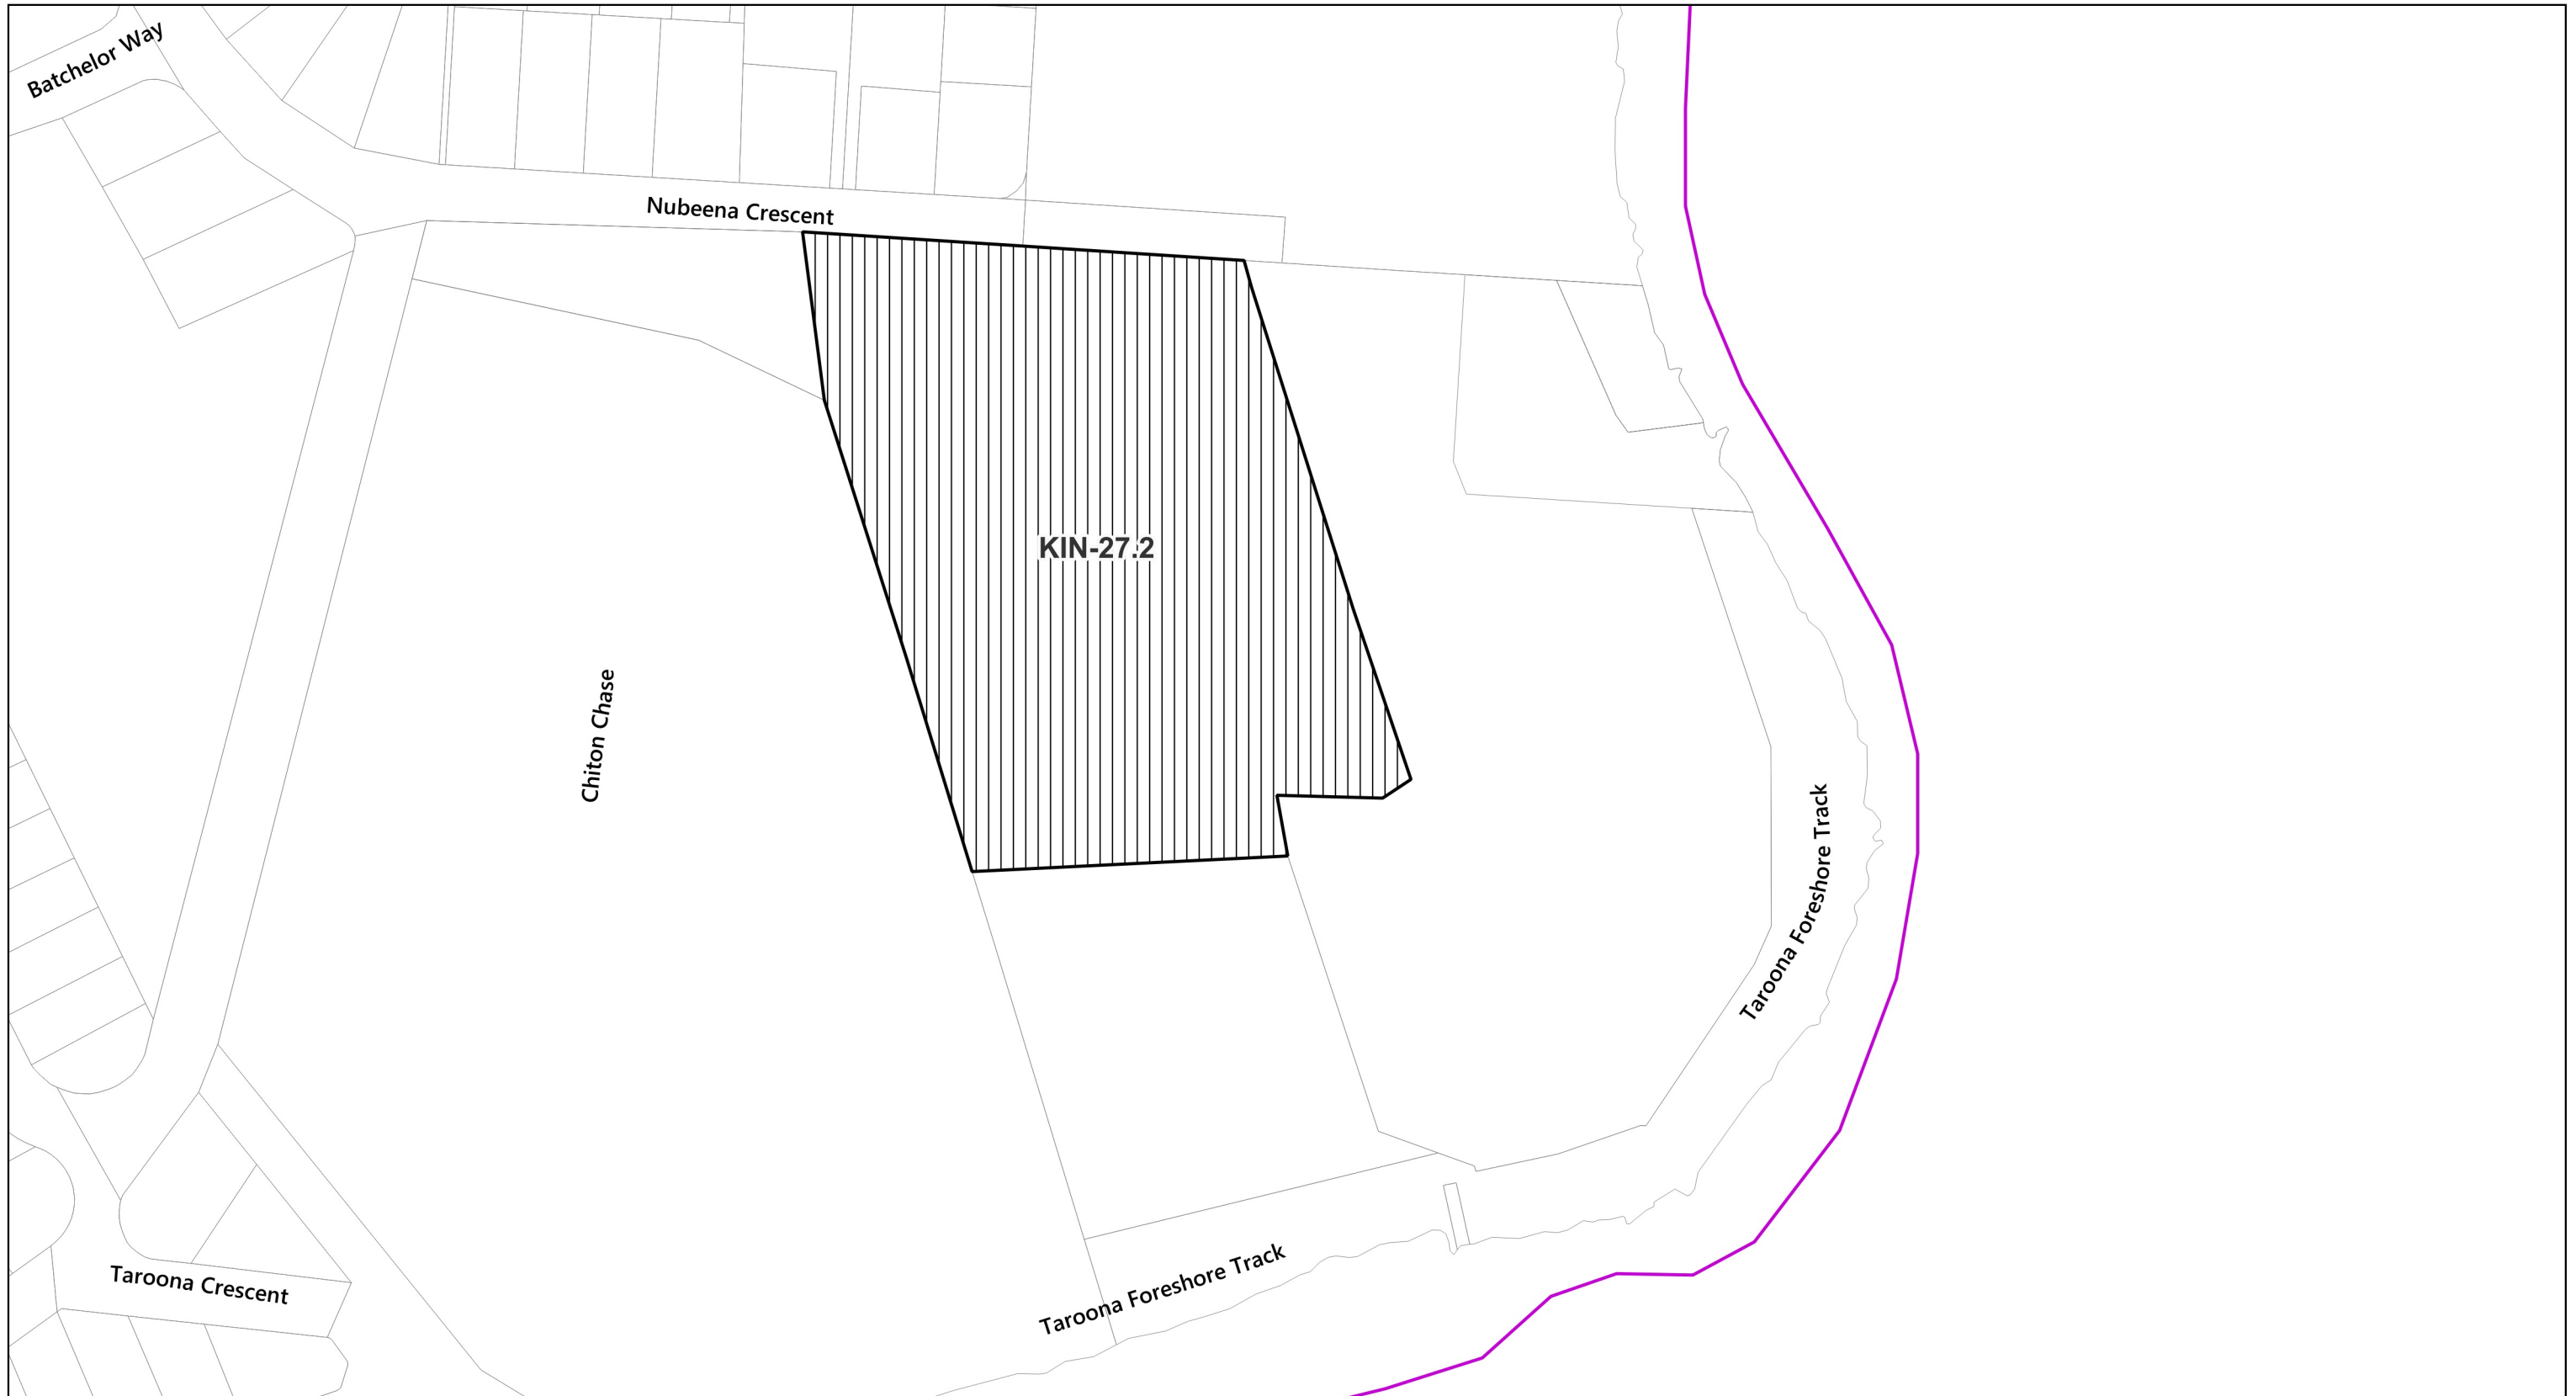 Batchelor Way
Nubeena Crescent
KIN-27.2
Chiton Chase
Taroona Foreshore Track
Taroona Foreshore Track
Taroona Crescent